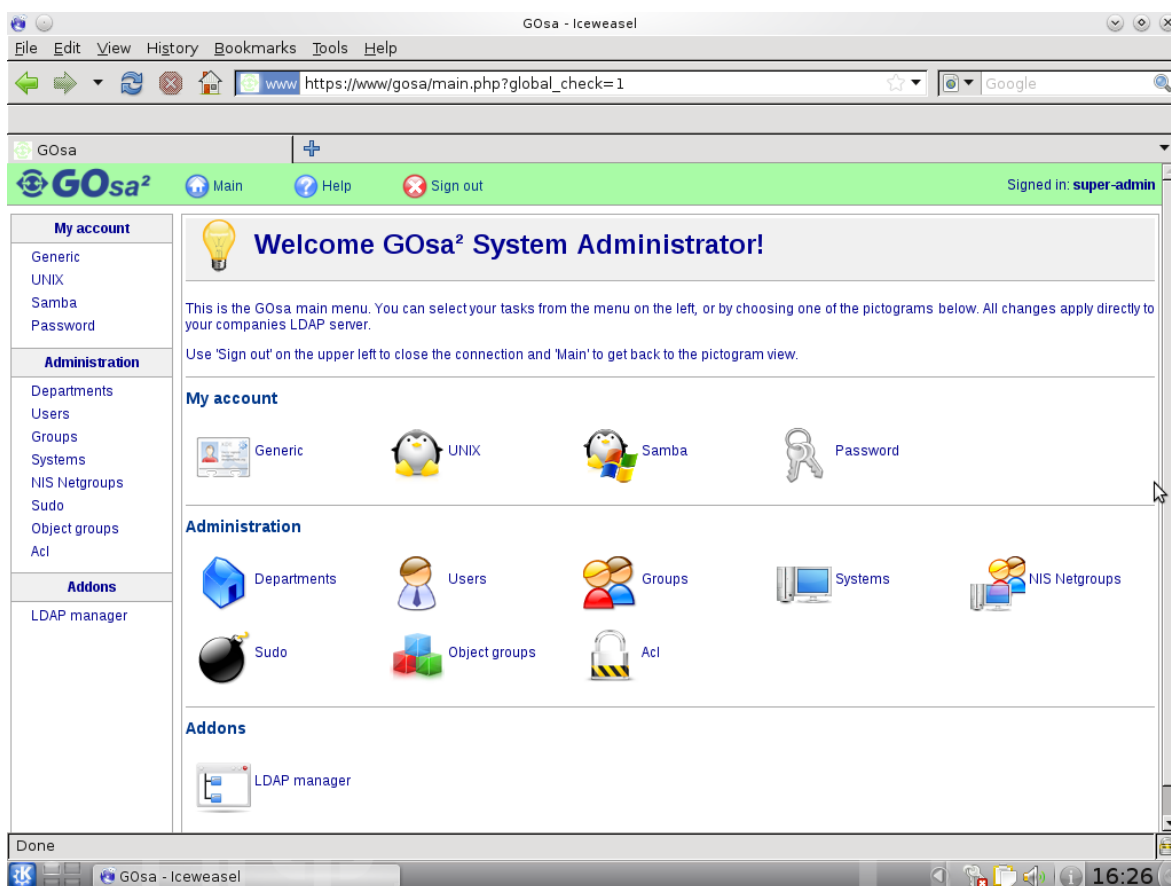 GOsa - Iceweasel
File Edit View History Bookmarks Tools Help
www https://www/gosa/main.php?global_check=1 Google
GOsa
GOsa² Main Help Sign out Signed in: super-admin
My account
Generic
UNIX
Samba
Password
Administration
Departments
Users
Groups
Systems
NIS Netgroups
Sudo
Object groups
Acl
Addons
LDAP manager
Welcome GOsa² System Administrator!
This is the GOsa main menu. You can select your tasks from the menu on the left, or by choosing one of the pictograms below. All changes apply directly to
your companies LDAP server.
Use 'Sign out' on the upper left to close the connection and 'Main' to get back to the pictogram view.
My account
Generic UNIX Samba Password
Administration
Departments Users Groups Systems NIS Netgroups
Sudo Object groups Acl
Addons
LDAP manager
Done
GOsa - Iceweasel 16:26